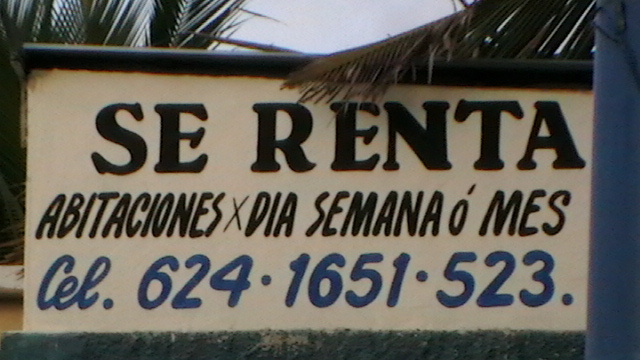 SE RENTA
ABITACIONES X DIA SEMANA ó MES
Cel. 624·1651·523.